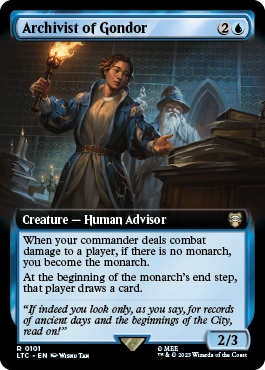 Archivist of Gondor 2
Creature — Human Advisor
When your commander deals combat
damage to a player, if there is no monarch,
you become the monarch.
At the beginning of the monarch's end step,
that player draws a card.
“If indeed you look only, as you say, for records
of ancient days and the beginnings of the City,
read on!”
2/3
R 0101
LTC • EN Wisnu Tan
© MEE
™ & © 2023 Wizards of the Coast